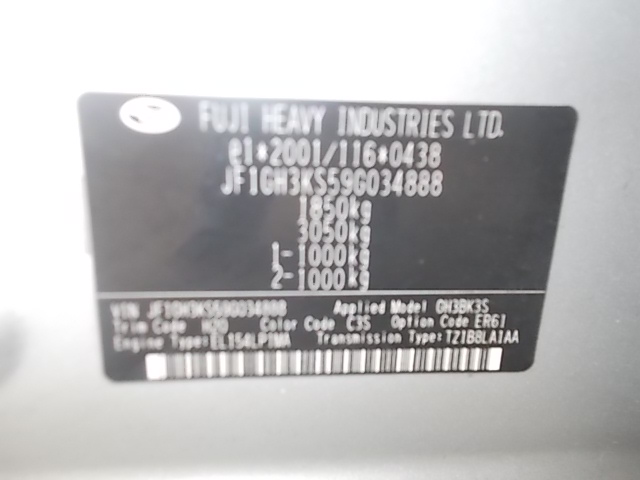 FUJI HEAVY INDUSTRIES LTD.
e1*2001/116*0438
JF1GH3KS59G034888
1850kg
3050kg
1-1000kg
2-1000kg
VIN JF1GH3KS59G034888 Applied Model GH3BK3S
Trim Code H20 Color Code C3S Option Code ER61
Engine Type: EL154LP1MA Transmission Type: TZ1B8LA1AA